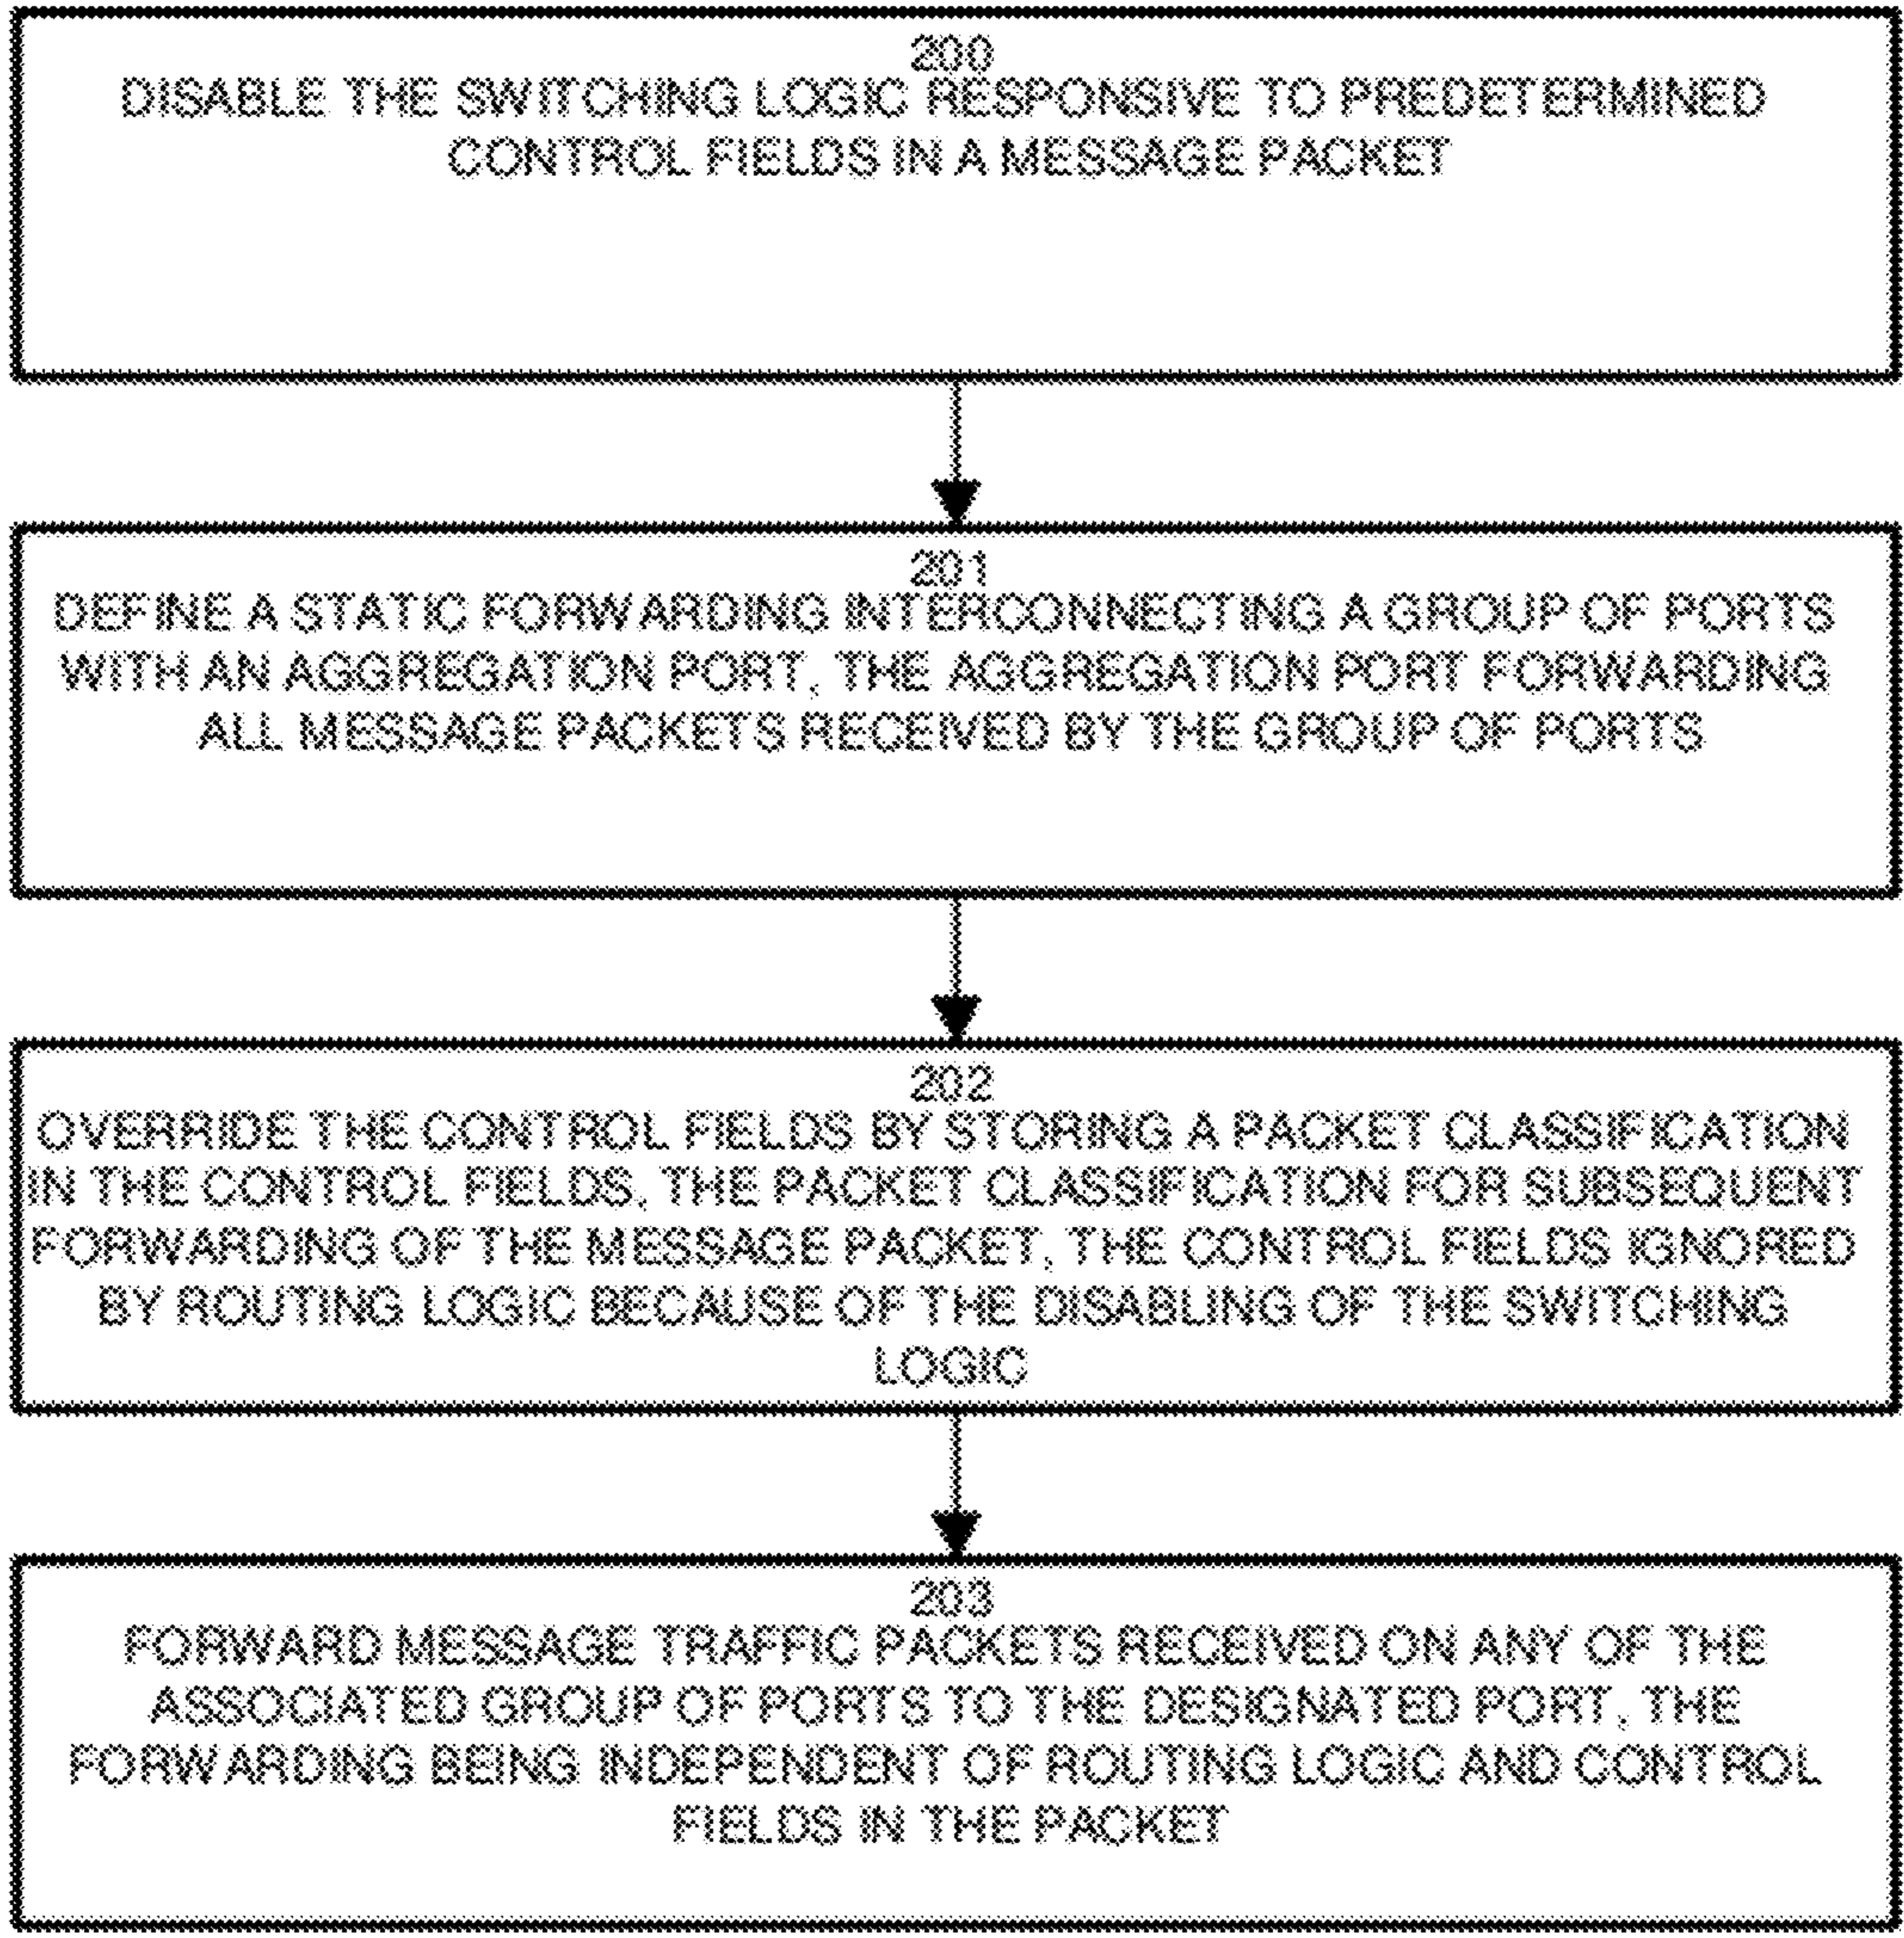 200
DISABLE THE SWITCHING LOGIC RESPONSIVE TO PREDETERMINED
CONTROL FIELDS IN A MESSAGE PACKET
201
DEFINE A STATIC FORWARDING INTERCONNECTING A GROUP OF PORTS
WITH AN AGGREGATION PORT, THE AGGREGATION PORT FORWARDING
ALL MESSAGE PACKETS RECEIVED BY THE GROUP OF PORTS
202
OVERRIDE THE CONTROL FIELDS BY STORING A PACKET CLASSIFICATION
IN THE CONTROL FIELDS, THE PACKET CLASSIFICATION FOR SUBSEQUENT
FORWARDING OF THE MESSAGE PACKET, THE CONTROL FIELDS IGNORED
BY ROUTING LOGIC BECAUSE OF THE DISABLING OF THE SWITCHING
LOGIC
203
FORWARD MESSAGE TRAFFIC PACKETS RECEIVED ON ANY OF THE
ASSOCIATED GROUP OF PORTS TO THE DESIGNATED PORT, THE
FORWARDING BEING INDEPENDENT OF ROUTING LOGIC AND CONTROL
FIELDS IN THE PACKET